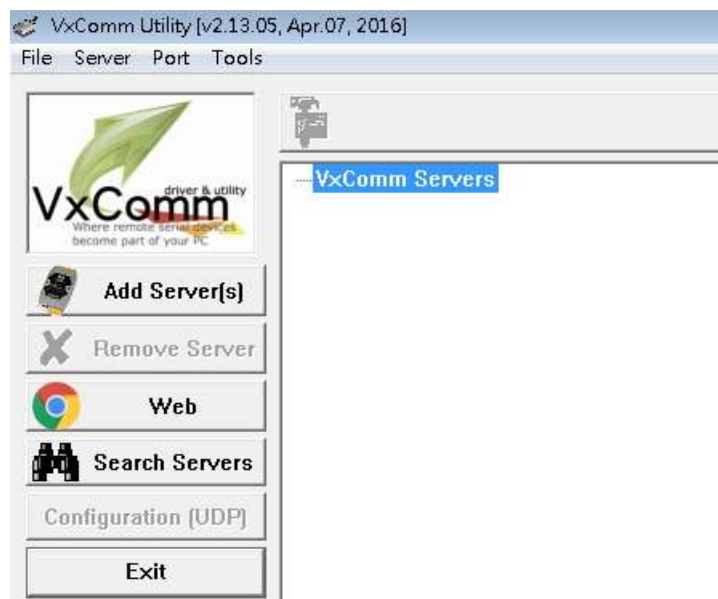 VxComm Utility [v2.13.05, Apr.07, 2016]
File Server Port Tools
driver & utility
VxComm
Where remote serial devices
become part of your PC
VxComm Servers
Add Server(s)
Remove Server
Web
Search Servers
Configuration (UDP)
Exit